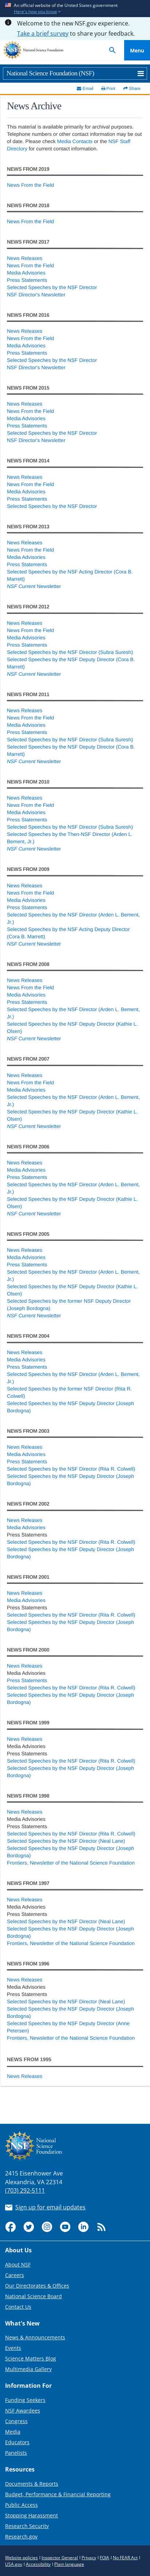 An official website of the United States government
Here's how you know
Welcome to the new NSF.gov experience.
Take a brief survey to share your feedback.
National Science Foundation
Menu
National Science Foundation (NSF)
Email Print Share
News Archive
This material is available primarily for archival purposes.
Telephone numbers or other contact information may be out
of date. Please check Media Contacts or the NSF Staff
Directory for current contact information.
NEWS FROM 2019
News From the Field
NEWS FROM 2018
News From the Field
NEWS FROM 2017
News Releases
News From the Field
Media Advisories
Press Statements
Selected Speeches by the NSF Director
NSF Director's Newsletter
NEWS FROM 2016
News Releases
News From the Field
Media Advisories
Press Statements
Selected Speeches by the NSF Director
NSF Director's Newsletter
NEWS FROM 2015
News Releases
News From the Field
Media Advisories
Press Statements
Selected Speeches by the NSF Director
NSF Director's Newsletter
NEWS FROM 2014
News Releases
News From the Field
Media Advisories
Press Statements
Selected Speeches by the NSF Director
NEWS FROM 2013
News Releases
News From the Field
Media Advisories
Press Statements
Selected Speeches by the NSF Acting Director (Cora B.
Marrett)
NSF Current Newsletter
NEWS FROM 2012
News Releases
News From the Field
Media Advisories
Press Statements
Selected Speeches by the NSF Director (Subra Suresh)
Selected Speeches by the NSF Deputy Director (Cora B.
Marrett)
NSF Current Newsletter
NEWS FROM 2011
News Releases
News From the Field
Media Advisories
Press Statements
Selected Speeches by the NSF Director (Subra Suresh)
Selected Speeches by the NSF Deputy Director (Cora B.
Marrett)
NSF Current Newsletter
NEWS FROM 2010
News Releases
News From the Field
Media Advisories
Press Statements
Selected Speeches by the NSF Director (Subra Suresh)
Selected Speeches by the Then-NSF Director (Arden L.
Bement, Jr.)
NSF Current Newsletter
NEWS FROM 2009
News Releases
News From the Field
Media Advisories
Press Statements
Selected Speeches by the NSF Director (Arden L. Bement,
Jr.)
Selected Speeches by the NSF Acting Deputy Director
(Cora B. Marrett)
NSF Current Newsletter
NEWS FROM 2008
News Releases
News From the Field
Media Advisories
Press Statements
Selected Speeches by the NSF Director (Arden L. Bement,
Jr.)
Selected Speeches by the NSF Deputy Director (Kathie L.
Olsen)
NSF Current Newsletter
NEWS FROM 2007
News Releases
News From the Field
Media Advisories
Selected Speeches by the NSF Director (Arden L. Bement,
Jr.)
Selected Speeches by the NSF Deputy Director (Kathie L.
Olsen)
NSF Current Newsletter
NEWS FROM 2006
News Releases
Media Advisories
Press Statements
Selected Speeches by the NSF Director (Arden L. Bement,
Jr.)
Selected Speeches by the NSF Deputy Director (Kathie L.
Olsen)
NSF Current Newsletter
NEWS FROM 2005
News Releases
Media Advisories
Press Statements
Selected Speeches by the NSF Director (Arden L. Bement,
Jr.)
Selected Speeches by the NSF Deputy Director (Kathie L.
Olsen)
Selected Speeches by the former NSF Deputy Director
(Joseph Bordogna)
NSF Current Newsletter
NEWS FROM 2004
News Releases
Media Advisories
Press Statements
Selected Speeches by the NSF Director (Arden L. Bement,
Jr.)
Selected Speeches by the former NSF Director (Rita R.
Colwell)
Selected Speeches by the NSF Deputy Director (Joseph
Bordogna)
NEWS FROM 2003
News Releases
Media Advisories
Press Statements
Selected Speeches by the NSF Director (Rita R. Colwell)
Selected Speeches by the NSF Deputy Director (Joseph
Bordogna)
NEWS FROM 2002
News Releases
Media Advisories
Press Statements
Selected Speeches by the NSF Director (Rita R. Colwell)
Selected Speeches by the NSF Deputy Director (Joseph
Bordogna)
NEWS FROM 2001
News Releases
Media Advisories
Press Statements
Selected Speeches by the NSF Director (Rita R. Colwell)
Selected Speeches by the NSF Deputy Director (Joseph
Bordogna)
NEWS FROM 2000
News Releases
Media Advisories
Press Statements
Selected Speeches by the NSF Director (Rita R. Colwell)
Selected Speeches by the NSF Deputy Director (Joseph
Bordogna)
NEWS FROM 1999
News Releases
Media Advisories
Press Statements
Selected Speeches by the NSF Director (Rita R. Colwell)
Selected Speeches by the NSF Deputy Director (Joseph
Bordogna)
NEWS FROM 1998
News Releases
Media Advisories
Press Statements
Selected Speeches by the NSF Director (Rita R. Colwell)
Selected Speeches by the NSF Director (Neal Lane)
Selected Speeches by the NSF Deputy Director (Joseph
Bordogna)
Frontiers, Newsletter of the National Science Foundation
NEWS FROM 1997
News Releases
Media Advisories
Press Statements
Selected Speeches by the NSF Director (Neal Lane)
Selected Speeches by the NSF Deputy Director (Joseph
Bordogna)
Frontiers, Newsletter of the National Science Foundation
NEWS FROM 1996
News Releases
Media Advisories
Press Statements
Selected Speeches by the NSF Director (Neal Lane)
Selected Speeches by the NSF Deputy Director (Joseph
Bordogna)
Selected Speeches by the NSF Deputy Director (Anne
Petersen)
Frontiers, Newsletter of the National Science Foundation
NEWS FROM 1995
News Releases
National
Science
Foundation
2415 Eisenhower Ave
Alexandria, VA 22314
(703) 292-5111
Sign up for email updates
About Us
About NSF
Careers
Our Directorates & Offices
National Science Board
Contact Us
What's New
News & Announcements
Events
Science Matters Blog
Multimedia Gallery
Information For
Funding Seekers
NSF Awardees
Congress
Media
Educators
Panelists
Resources
Documents & Reports
Budget, Performance & Financial Reporting
Public Access
Stopping Harassment
Research Security
Research.gov
Website policies | Inspector General | Privacy | FOIA | No FEAR Act |
USA.gov | Accessibility | Plain language